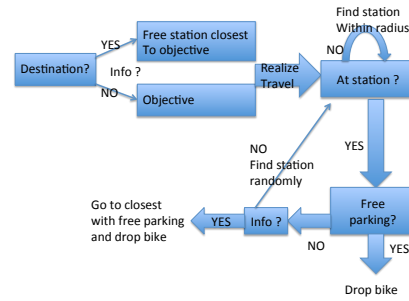 Find station
Within radius
NO
YES
Free station closest
To objective
Destination?
Info ?
NO
Objective
Realize
Travel
At station ?
YES
NO
Find station
randomly
Free
parking?
Go to closest
with free parking
and drop bike
YES
Info ?
NO
YES
Drop bike